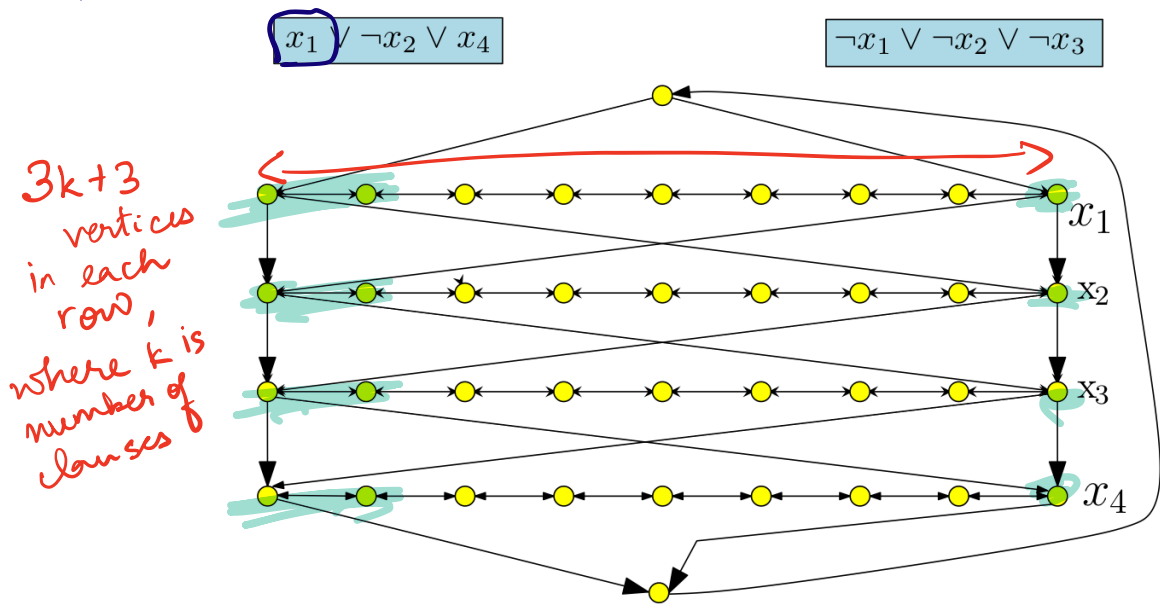 x₁ ∨ ¬x₂ ∨ x₄
¬x₁ ∨ ¬x₂ ∨ ¬x₃
3k+3
vertices
in each
row,
where k is
number of
clauses
x₁
x₂
x₃
x₄